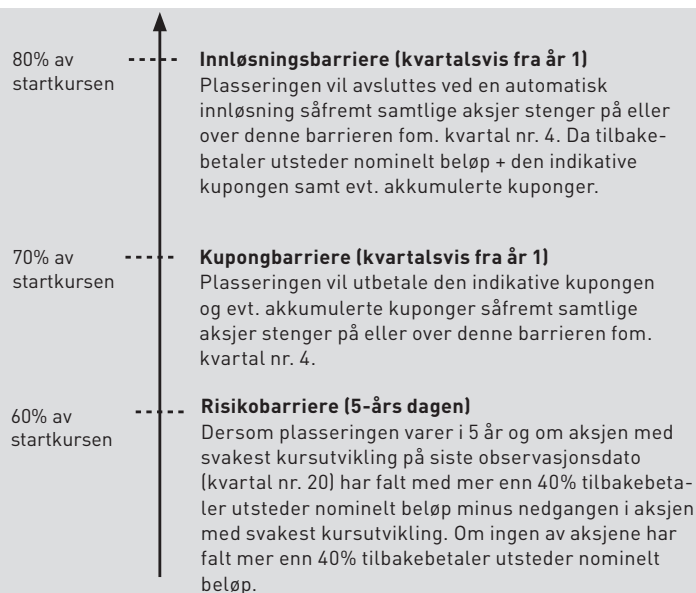 80% av
startkursen
Innløsningsbarriere (kvartalsvis fra år 1)
Plasseringen vil avsluttes ved en automatisk
innløsning såfremt samtlige aksjer stenger på eller
over denne barrieren fom. kvartal nr. 4. Da tilbake-
betaler utsteder nominelt beløp + den indikative
kupongen samt evt. akkumulerte kuponger.
70% av
startkursen
Kupongbarriere (kvartalsvis fra år 1)
Plasseringen vil utbetale den indikative kupongen
og evt. akkumulerte kuponger såfremt samtlige
aksjer stenger på eller over denne barrieren fom.
kvartal nr. 4.
60% av
startkursen
Risikobarriere (5-års dagen)
Dersom plasseringen varer i 5 år og om aksjen med
svakest kursutvikling på siste observasjonsdato
(kvartal nr. 20) har falt med mer enn 40% tilbakebeta-
ler utsteder nominelt beløp minus nedgangen i aksjen
med svakest kursutvikling. Om ingen av aksjene har
falt mer enn 40% tilbakebetaler utsteder nominelt
beløp.